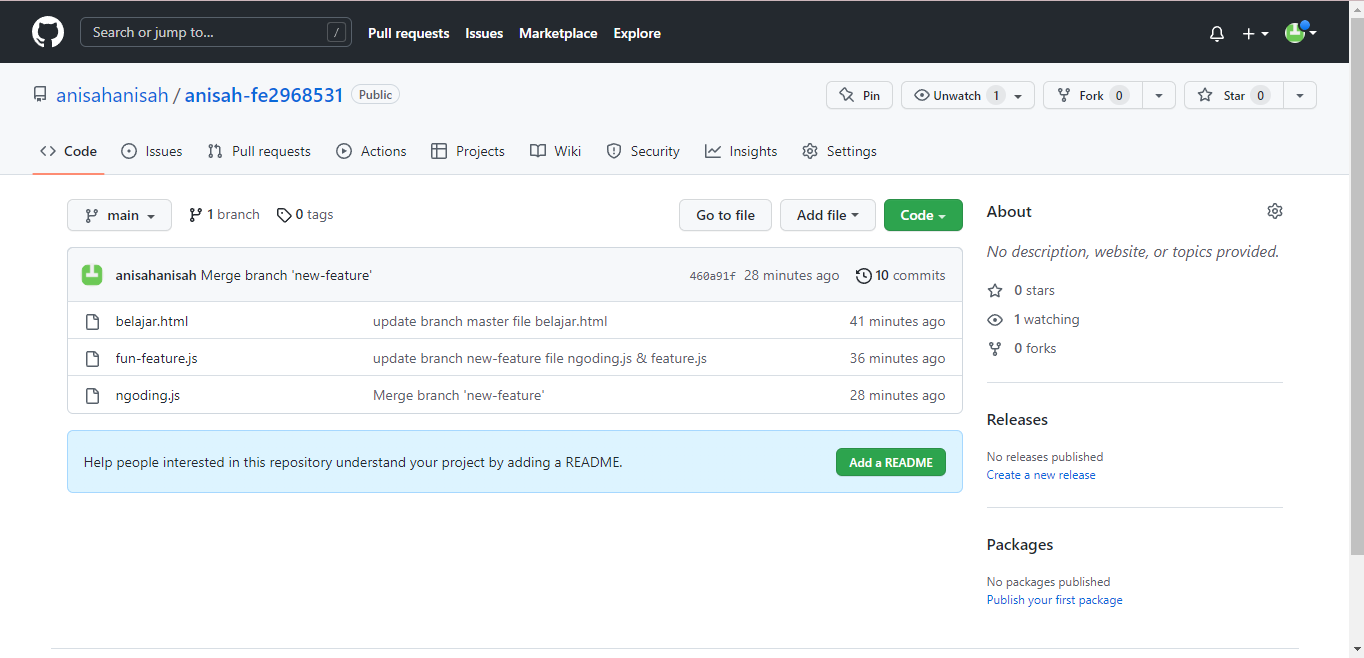 Search or jump to... / Pull requests Issues Marketplace Explore
anisahanisah / anisah-fe2968531 Public Pin Unwatch 1 Fork 0 Star 0
Code Issues Pull requests Actions Projects Wiki Security Insights Settings
main 1 branch 0 tags Go to file Add file Code
anisahanisah Merge branch 'new-feature' 460a91f 28 minutes ago 10 commits
belajar.html update branch master file belajar.html 41 minutes ago
fun-feature.js update branch new-feature file ngoding.js & feature.js 36 minutes ago
ngoding.js Merge branch 'new-feature' 28 minutes ago
Help people interested in this repository understand your project by adding a README. Add a README
About
No description, website, or topics provided.
0 stars
1 watching
0 forks
Releases
No releases published
Create a new release
Packages
No packages published
Publish your first package